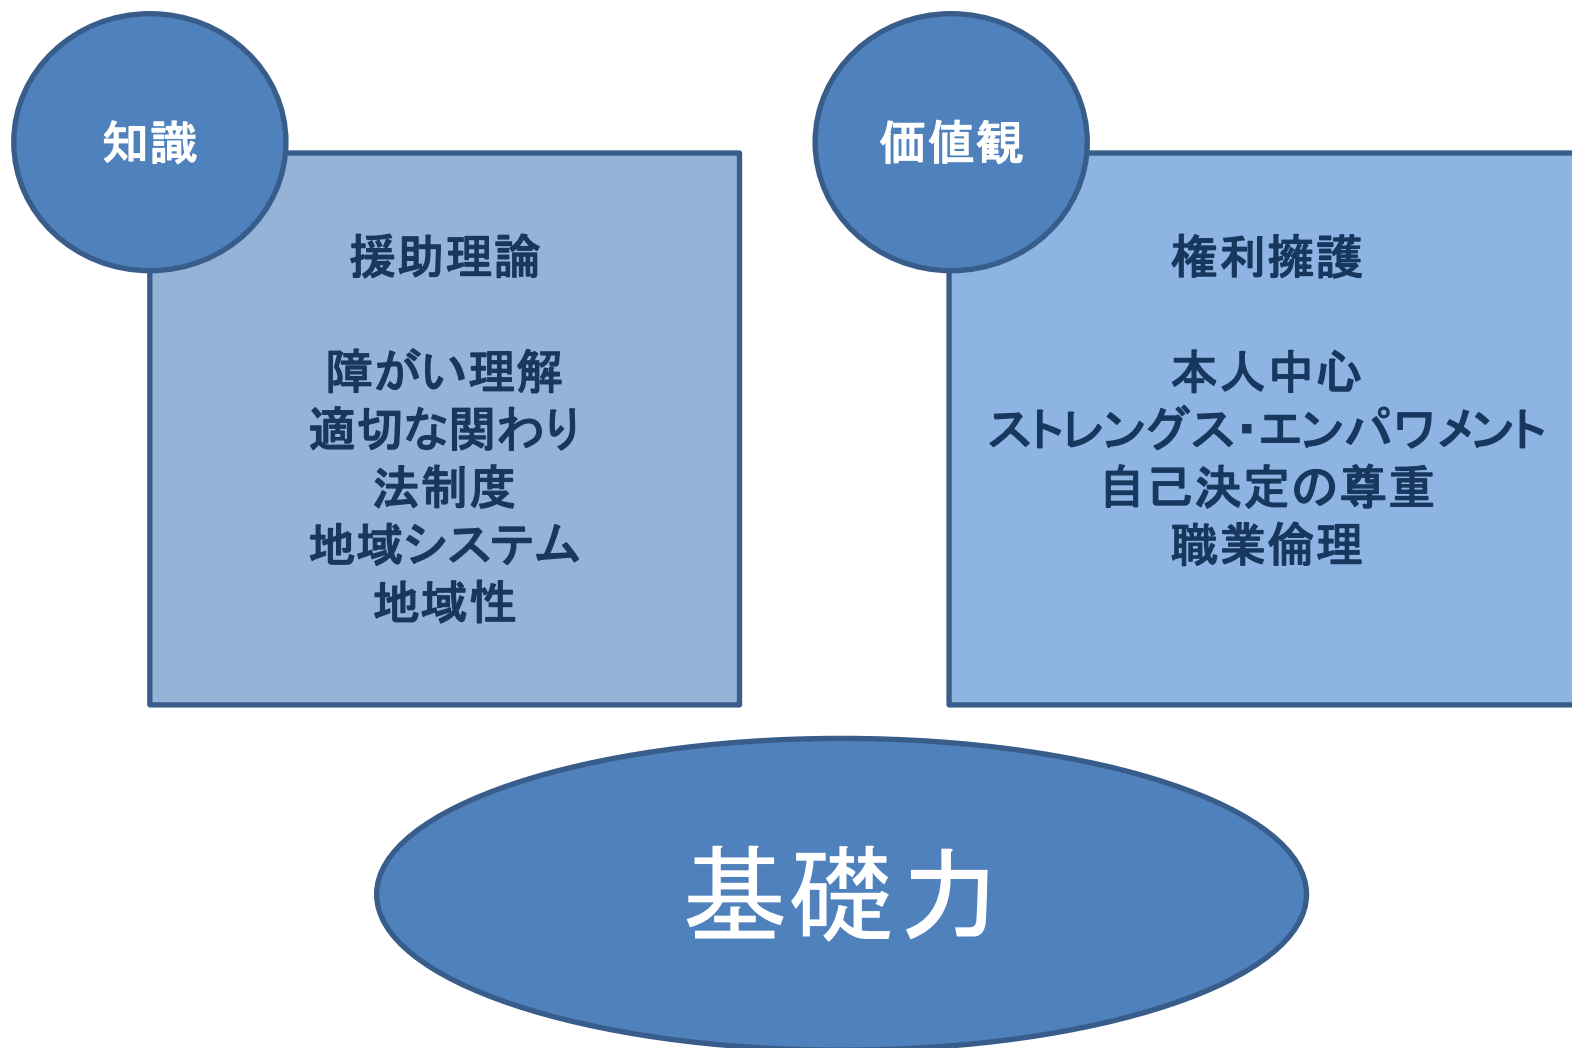 知識
援助理論
障がい理解
適切な関わり
法制度
地域システム
地域性
価値観
権利擁護
本人中心
ストレングス・エンパワメント
自己決定の尊重
職業倫理
基礎力